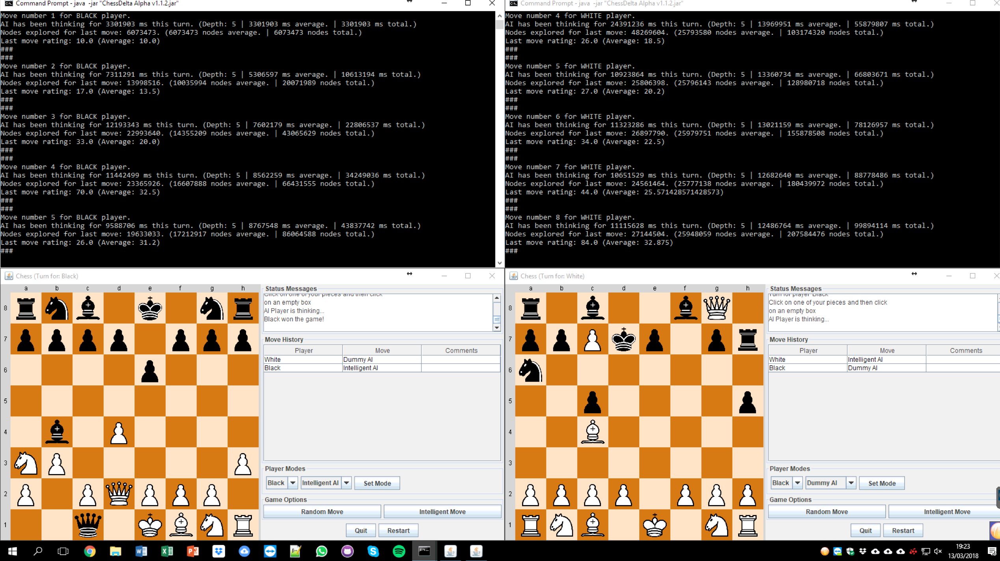 Command Prompt - java -jar "ChessDelta Alpha v1.1.2.jar"
Move number 1 for BLACK player.
AI has been thinking for 3301903 ms this turn. (Depth: 5 | 3301903 ms average. | 3301903 ms total.)
Nodes explored for last move: 6073473. (6073473 nodes average. | 6073473 nodes total.)
Last move rating: 10.0 (Average: 10.0)
###
###
Move number 2 for BLACK player.
AI has been thinking for 7311291 ms this turn. (Depth: 5 | 5306597 ms average. | 10613194 ms total.)
Nodes explored for last move: 13998516. (10035994 nodes average. | 20071989 nodes total.)
Last move rating: 17.0 (Average: 13.5)
###
###
Move number 3 for BLACK player.
AI has been thinking for 12193343 ms this turn. (Depth: 5 | 7602179 ms average. | 22806537 ms total.)
Nodes explored for last move: 22993640. (14355209 nodes average. | 43065629 nodes total.)
Last move rating: 33.0 (Average: 20.0)
###
###
Move number 4 for BLACK player.
AI has been thinking for 11442499 ms this turn. (Depth: 5 | 8562259 ms average. | 34249036 ms total.)
Nodes explored for last move: 23365926. (16607888 nodes average. | 66431555 nodes total.)
Last move rating: 70.0 (Average: 32.5)
###
###
Move number 5 for BLACK player.
AI has been thinking for 9588706 ms this turn. (Depth: 5 | 8767548 ms average. | 43837742 ms total.)
Nodes explored for last move: 19633033. (17212917 nodes average. | 86064588 nodes total.)
Last move rating: 26.0 (Average: 31.2)
###
Command Prompt - java -jar "ChessDelta Alpha v1.1.2.jar"
Move number 4 for WHITE player.
AI has been thinking for 24391236 ms this turn. (Depth: 5 | 13969951 ms average. | 55879807 ms total.)
Nodes explored for last move: 48269604. (25793580 nodes average. | 103174320 nodes total.)
Last move rating: 26.0 (Average: 18.5)
###
###
Move number 5 for WHITE player.
AI has been thinking for 10923864 ms this turn. (Depth: 5 | 13360734 ms average. | 66803671 ms total.)
Nodes explored for last move: 25806398. (25796143 nodes average. | 128980718 nodes total.)
Last move rating: 27.0 (Average: 20.2)
###
###
Move number 6 for WHITE player.
AI has been thinking for 11323286 ms this turn. (Depth: 5 | 13021159 ms average. | 78126957 ms total.)
Nodes explored for last move: 26897790. (25979751 nodes average. | 155878508 nodes total.)
Last move rating: 34.0 (Average: 22.5)
###
###
Move number 7 for WHITE player.
AI has been thinking for 10651529 ms this turn. (Depth: 5 | 12682640 ms average. | 88778486 ms total.)
Nodes explored for last move: 24561464. (25777138 nodes average. | 180439972 nodes total.)
Last move rating: 44.0 (Average: 25.571428571428573)
###
###
Move number 8 for WHITE player.
AI has been thinking for 11115628 ms this turn. (Depth: 5 | 12486764 ms average. | 99894114 ms total.)
Nodes explored for last move: 27144504. (25948059 nodes average. | 207584476 nodes total.)
Last move rating: 84.0 (Average: 32.875)
###
Chess (Turn for: Black)
a b c d e f g h
8
7
6
5
4
3
2
1
Status Messages
Click on one of your pieces and then click
on an empty box
AI Player is thinking...
Black won the game!
Move History
Player Move Comments
White Dummy AI
Black Intelligent AI
Player Modes
Black Intelligent AI Set Mode
Game Options
Random Move Intelligent Move
Quit Restart
Chess (Turn for: White)
a b c d e f g h
8
7
6
5
4
3
2
1
Status Messages
Turn for player Black
Click on one of your pieces and then click
on an empty box
AI Player is thinking...
Move History
Player Move Comments
White Intelligent AI
Black Dummy AI
Player Modes
Black Dummy AI Set Mode
Game Options
Random Move Intelligent Move
Quit Restart
19:23
13/03/2018